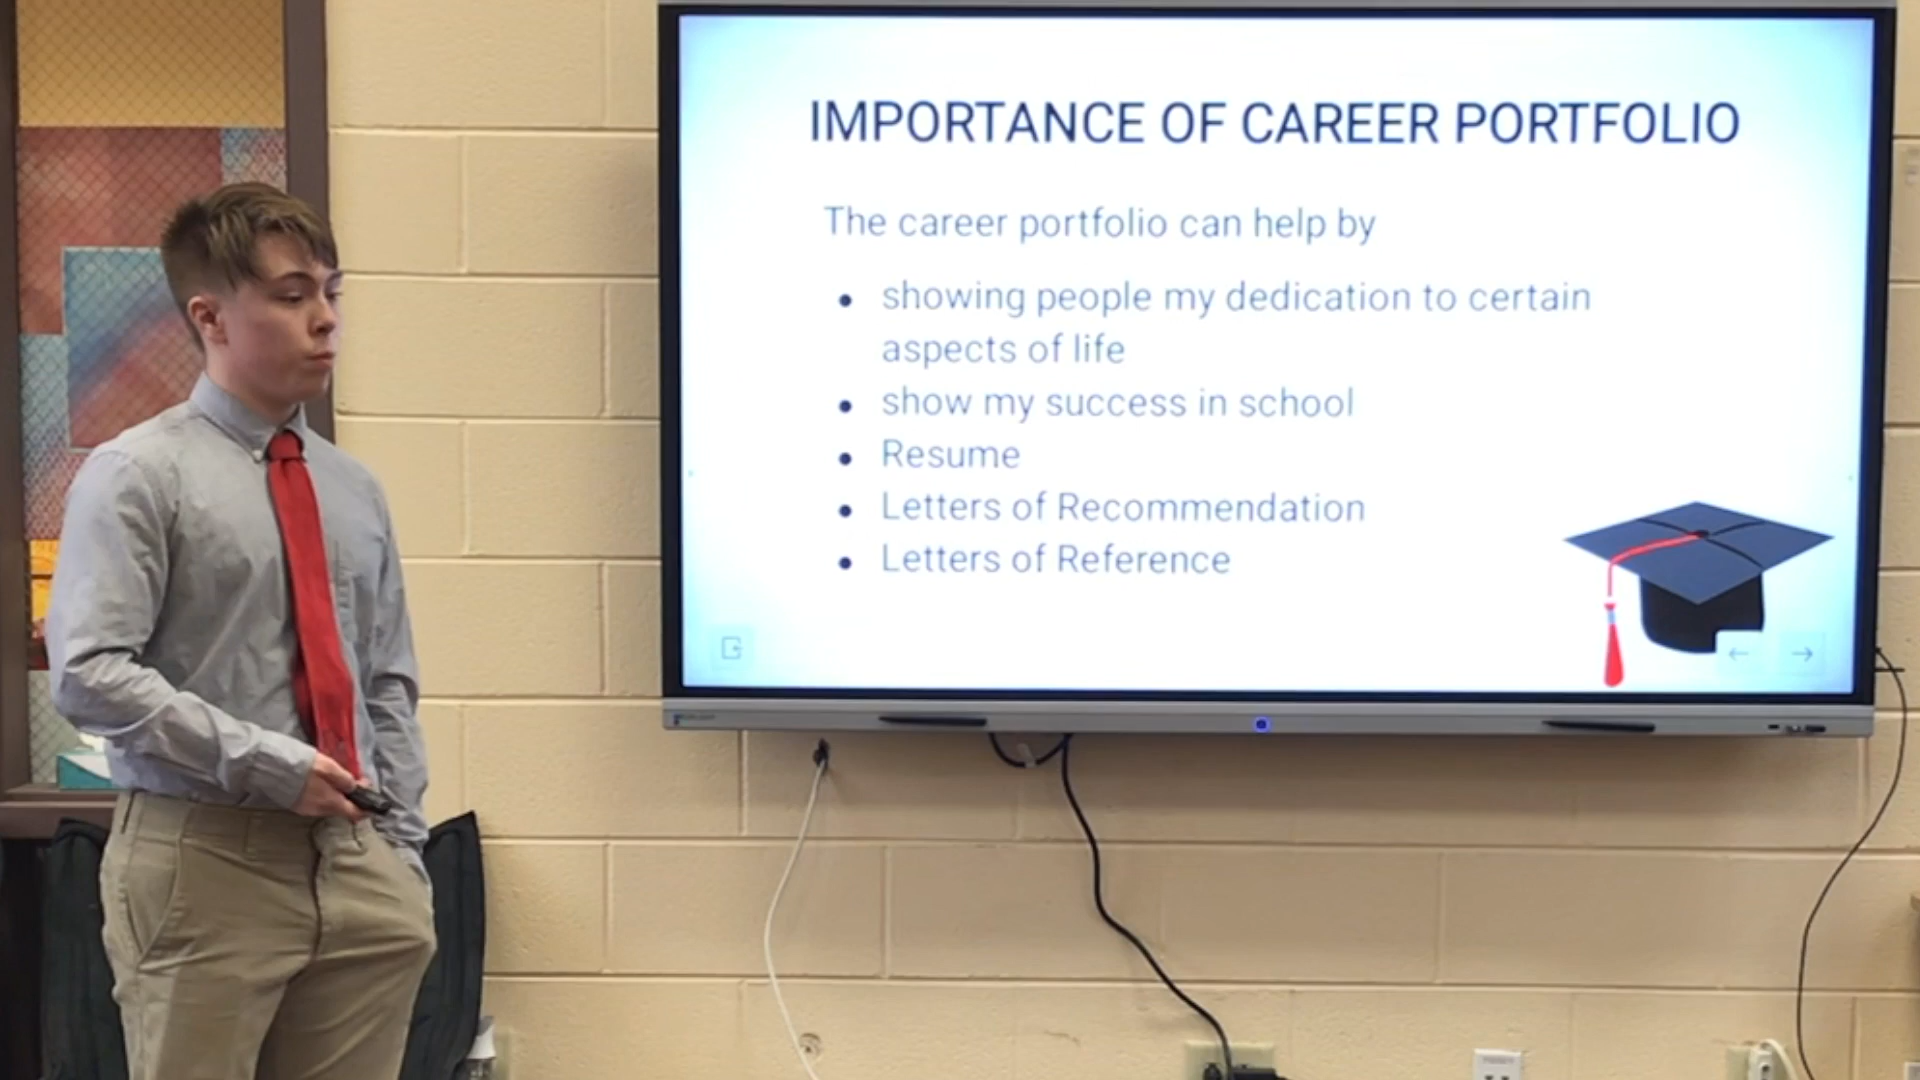 IMPORTANCE OF CAREER PORTFOLIO
The career portfolio can help by
showing people my dedication to certain
aspects of life
show my success in school
Resume
Letters of Recommendation
Letters of Reference